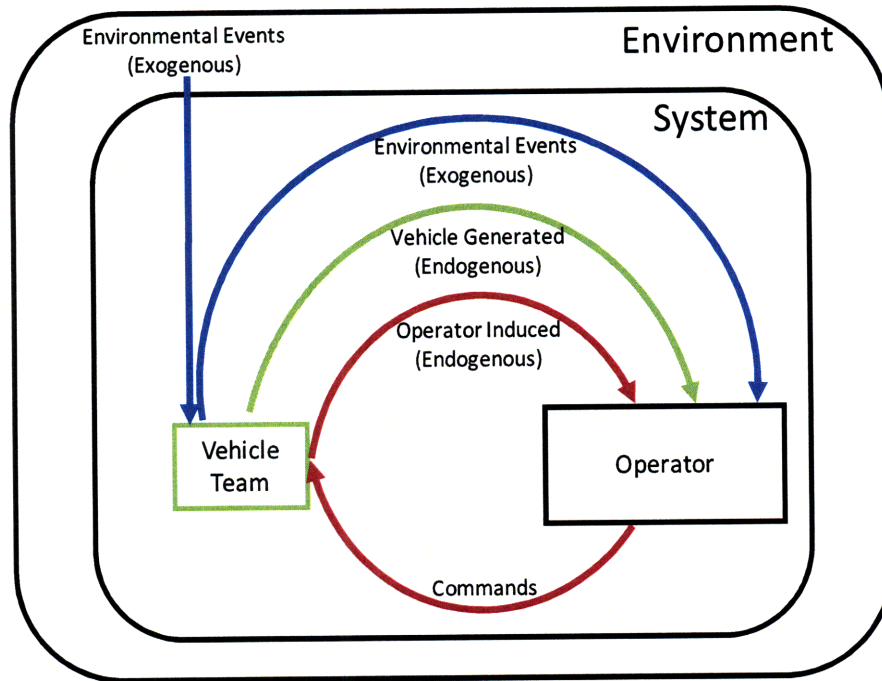 Environmental Events
(Exogenous)
Environment
System
Environmental Events
(Exogenous)
Vehicle Generated
(Endogenous)
Operator Induced
(Endogenous)
Vehicle
Team
Operator
Commands